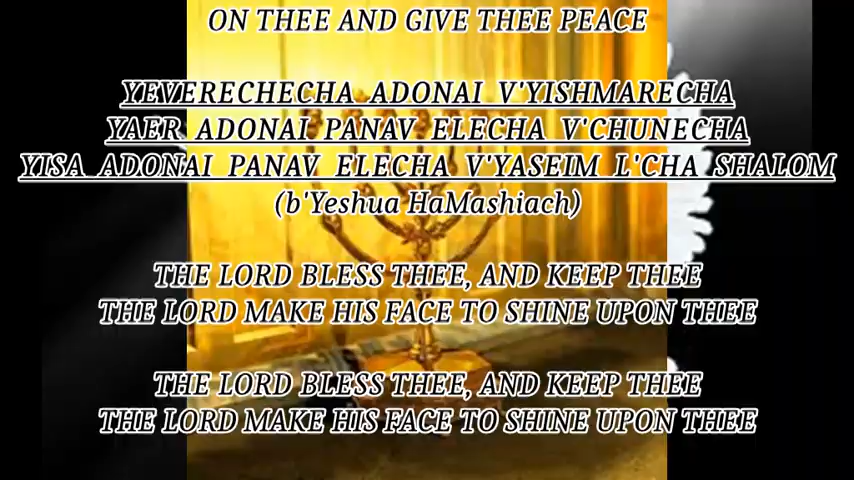 ON THEE AND GIVE THEE PEACE
YEVERECHECHA ADONAI V'YISHMARECHA
YAER ADONAI PANAV ELECHA V'CHUNECHA
YISA ADONAI PANAV ELECHA V'YASEIM L'CHA SHALOM
(b'Yeshua HaMashiach)
THE LORD BLESS THEE, AND KEEP THEE
THE LORD MAKE HIS FACE TO SHINE UPON THEE
THE LORD BLESS THEE, AND KEEP THEE
THE LORD MAKE HIS FACE TO SHINE UPON THEE